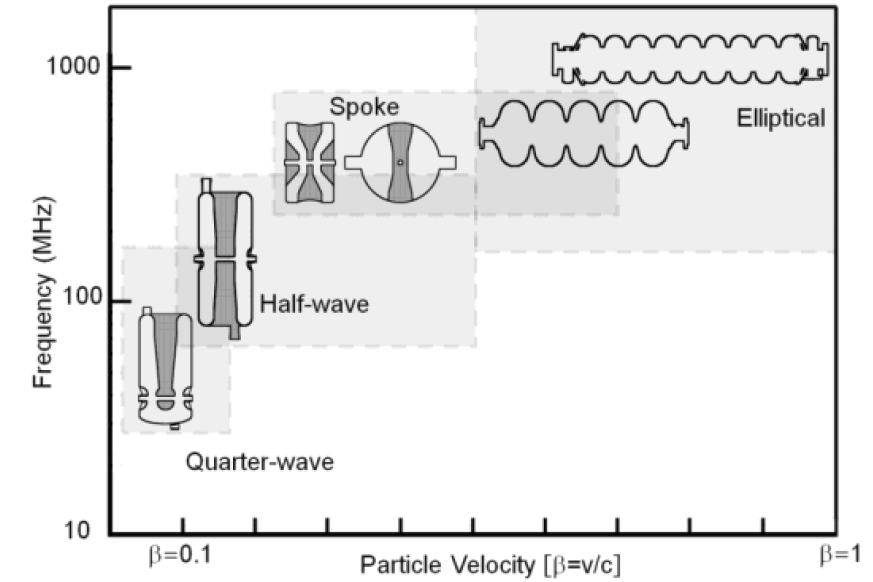 1000
100
10
Frequency (MHz)
Spoke
Elliptical
Half-wave
Quarter-wave
β=0.1
Particle Velocity [β=v/c]
β=1